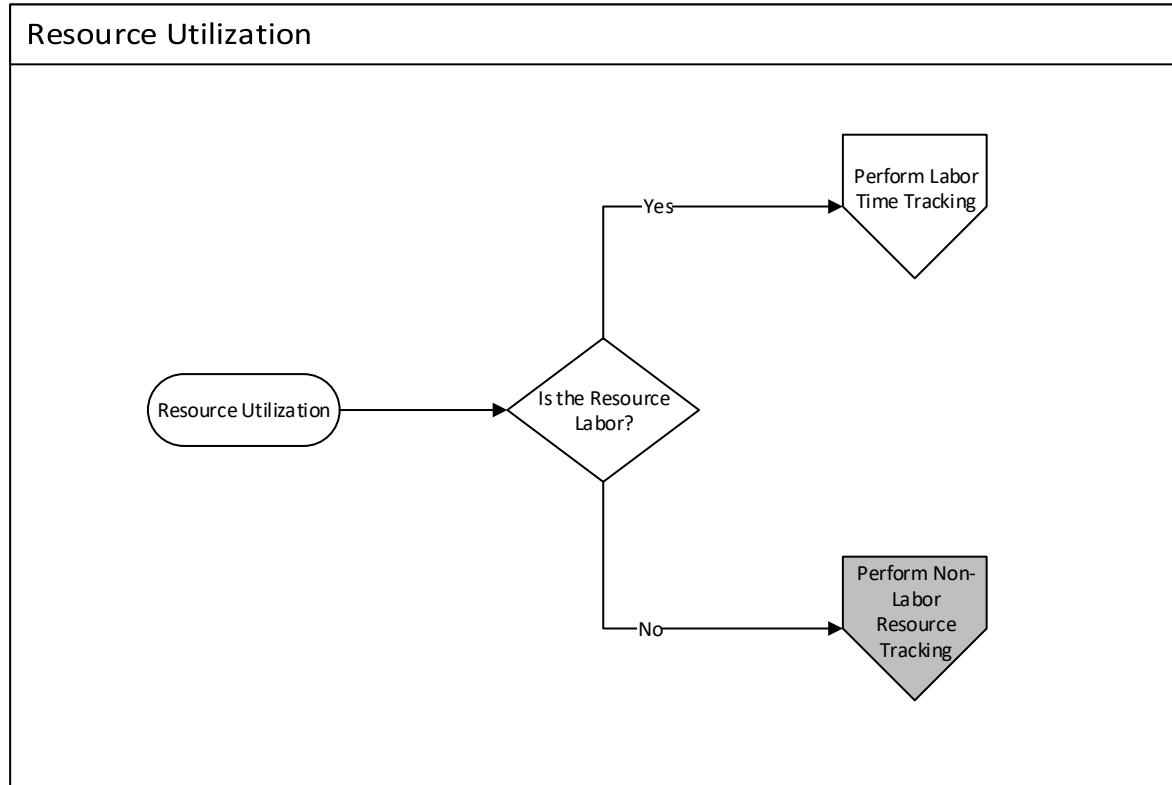 Resource Utilization
Perform Labor
Time Tracking
Yes
Is the Resource
Labor?
Resource Utilization
Perform Non-
Labor
Resource
Tracking
No